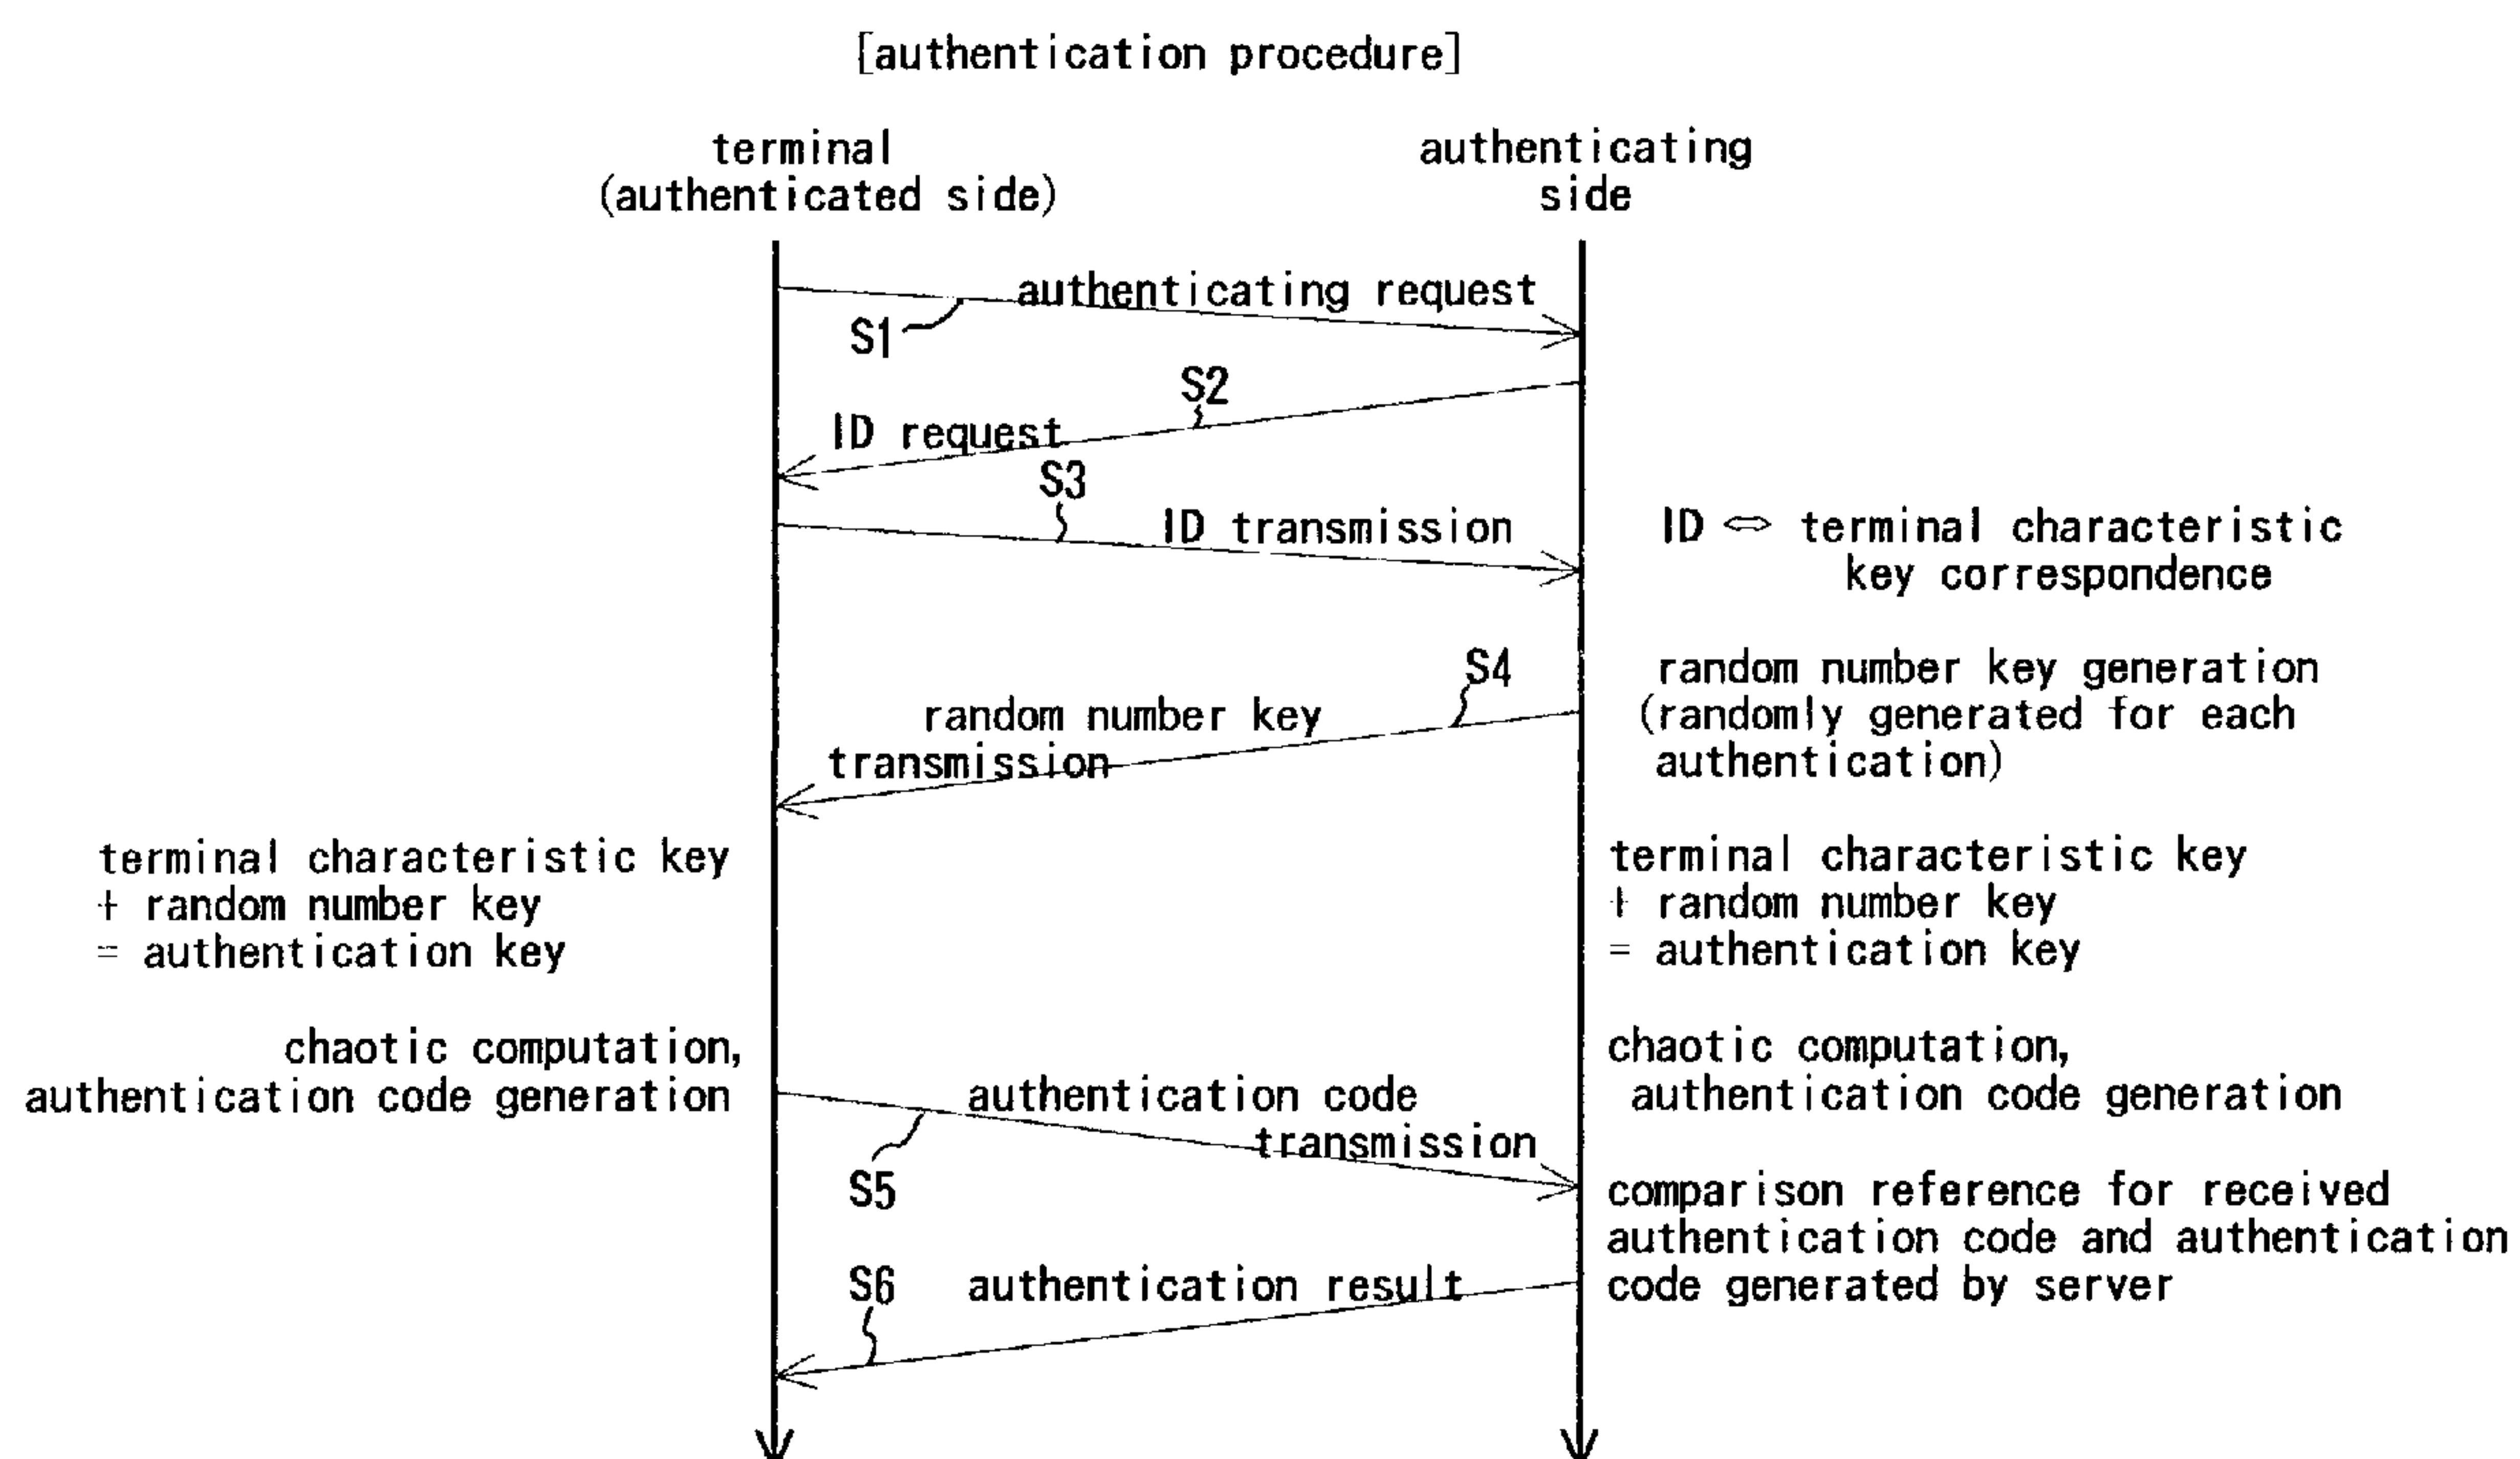 [authentication procedure]
terminal
(authenticated side)
authenticating
side
authenticating request
S1
S2
ID request
S3
ID transmission
ID ⇔ terminal characteristic
key correspondence
S4
random number key
transmission
random number key generation
(randomly generated for each
authentication)
terminal characteristic key
+ random number key
= authentication key
terminal characteristic key
+ random number key
= authentication key
chaotic computation,
authentication code generation
chaotic computation,
authentication code generation
authentication code
transmission
S5
comparison reference for received
authentication code and authentication
code generated by server
S6
authentication result